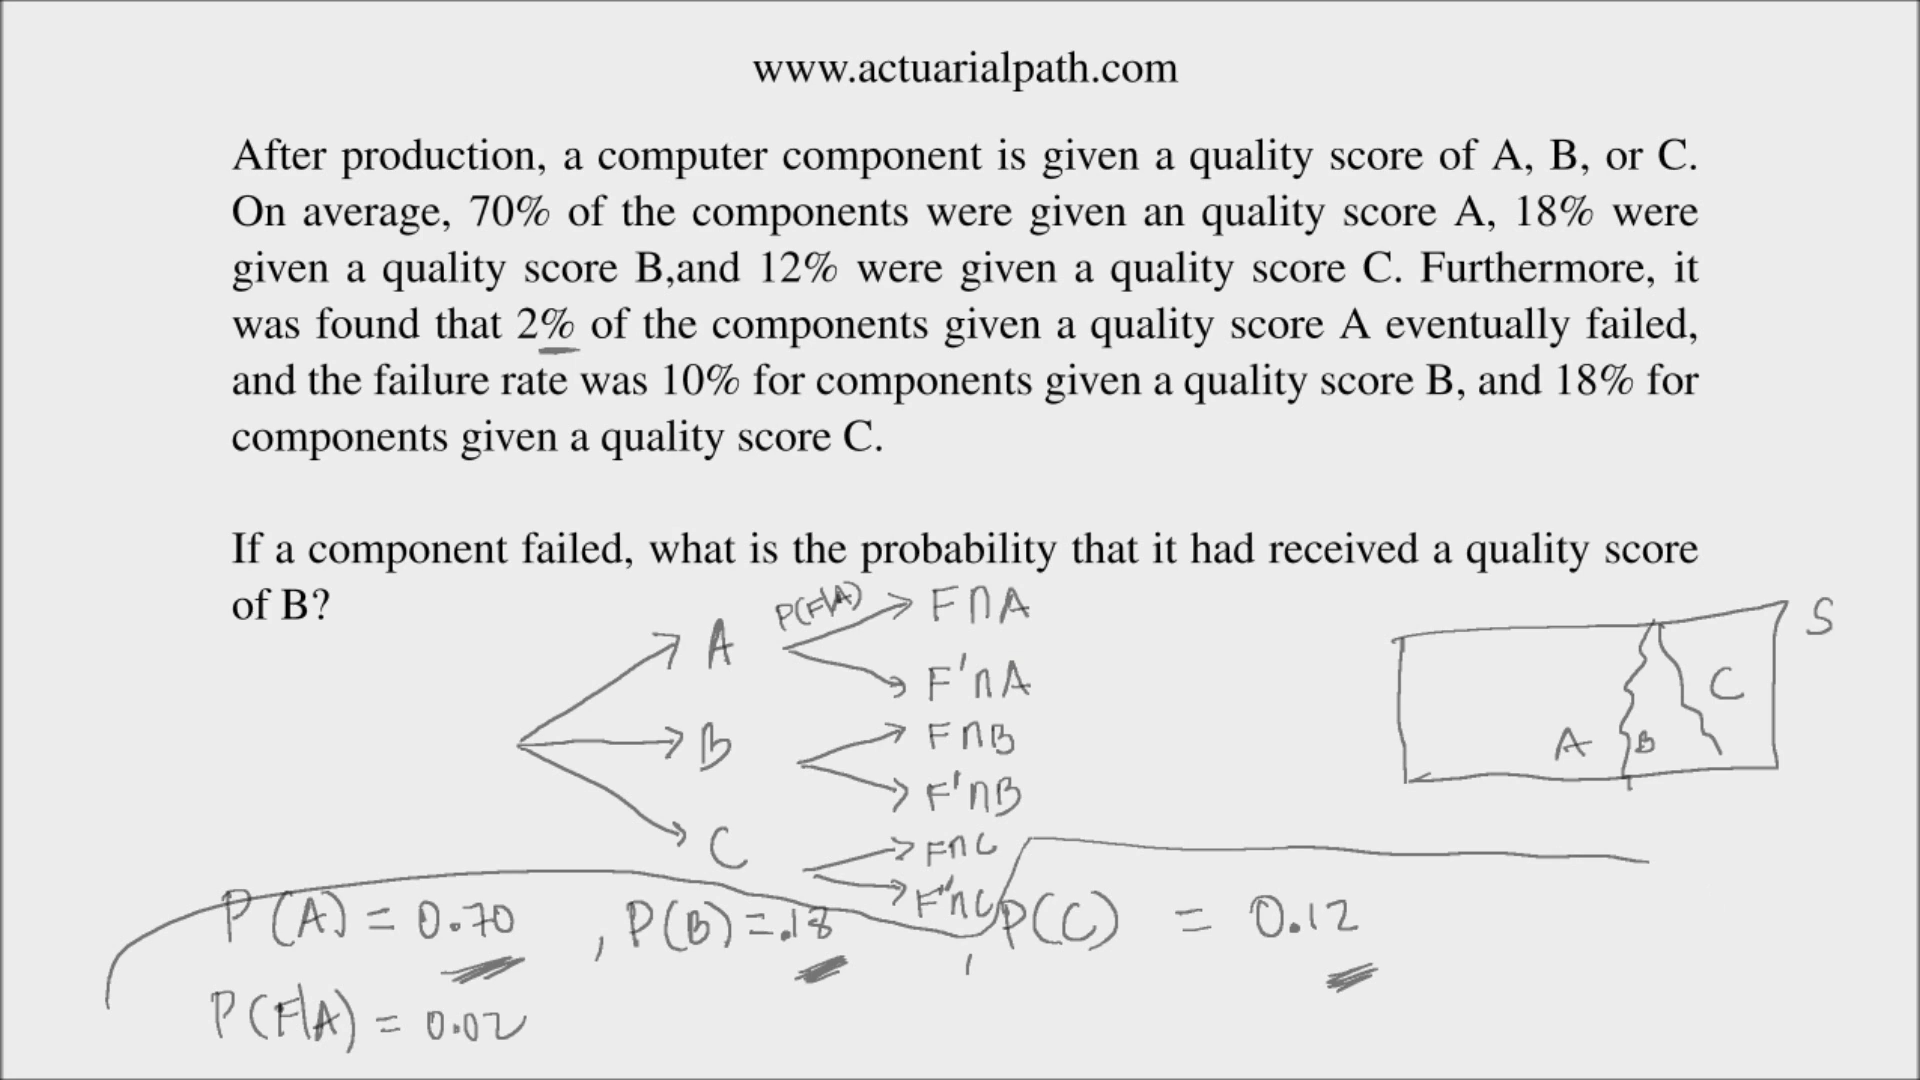 www.actuarialpath.com
After production, a computer component is given a quality score of A, B, or C.
On average, 70% of the components were given an quality score A, 18% were
given a quality score B,and 12% were given a quality score C. Furthermore, it
was found that 2% of the components given a quality score A eventually failed,
and the failure rate was 10% for components given a quality score B, and 18% for
components given a quality score C.
If a component failed, what is the probability that it had received a quality score
of B?
P(F|A)
F∩A
A
F'∩A
F∩B
B
F'∩B
F∩C
C
F'∩C
S
A
B
C
P(A) = 0.70 , P(B) = .18 , P(C) = 0.12
P(F|A) = 0.02